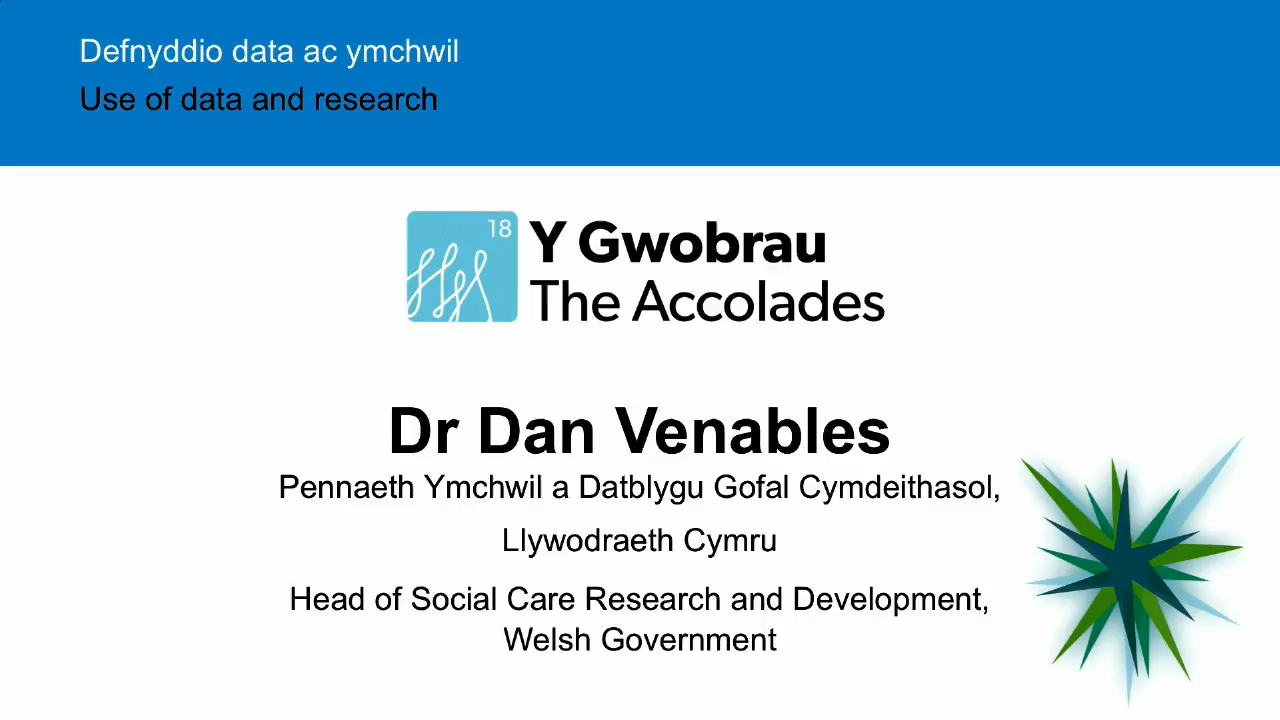 Defnyddio data ac ymchwil
Use of data and research
18
Y Gwobrau
The Accolades
Dr Dan Venables
Pennaeth Ymchwil a Datblygu Gofal Cymdeithasol,
Llywodraeth Cymru
Head of Social Care Research and Development,
Welsh Government